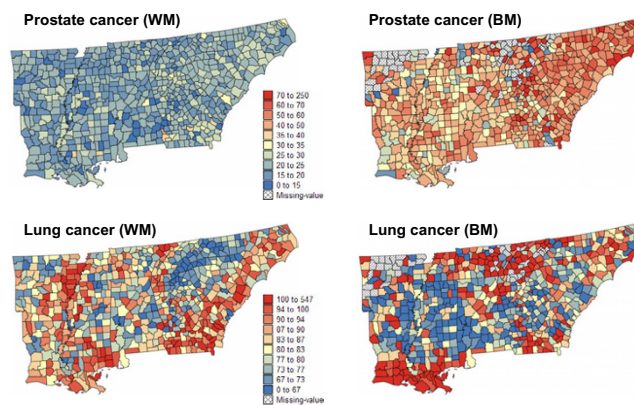 Prostate cancer (WM)
Prostate cancer (BM)
70 to 250
60 to 70
50 to 60
40 to 50
35 to 40
30 to 35
25 to 30
20 to 25
15 to 20
0 to 15
Missing-value
Lung cancer (WM)
Lung cancer (BM)
100 to 547
94 to 100
90 to 94
87 to 90
83 to 87
80 to 83
77 to 80
73 to 77
67 to 73
0 to 67
Missing-value